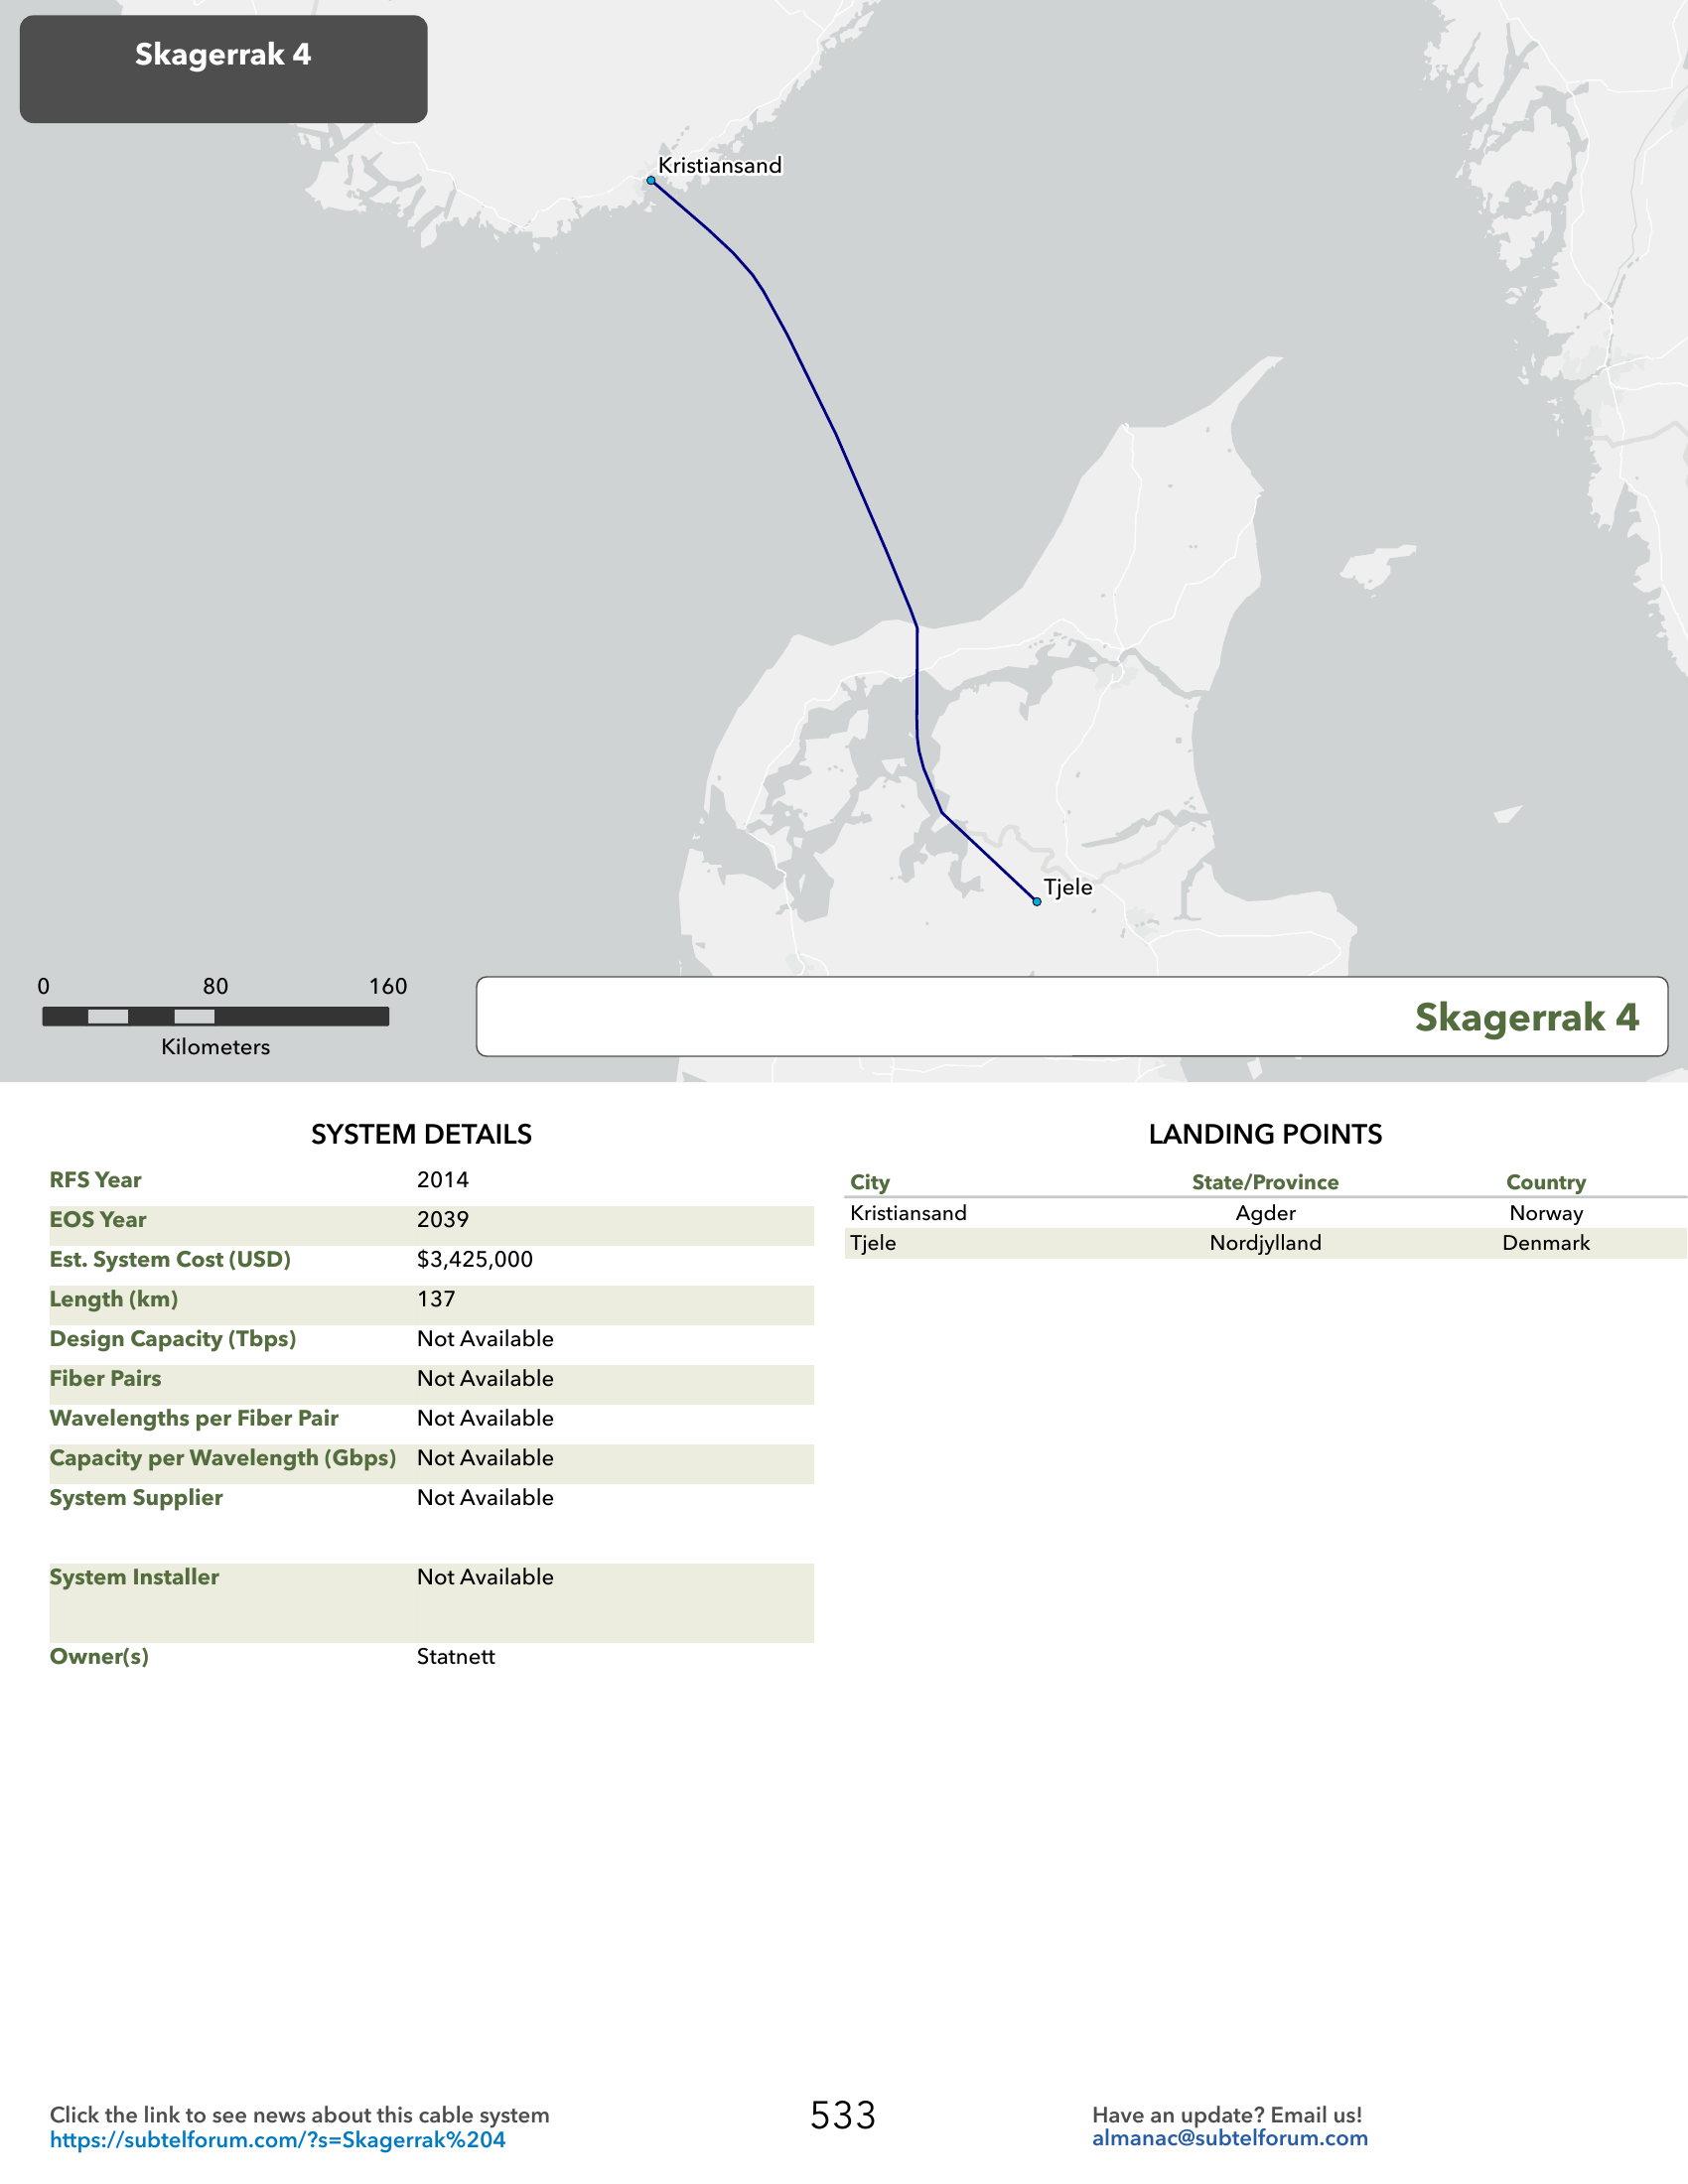 Skagerrak 4
Kristiansand
Tjele
0 80 160
Kilometers
Skagerrak 4
SYSTEM DETAILS
RFS Year 2014
EOS Year 2039
Est. System Cost (USD) $3,425,000
Length (km) 137
Design Capacity (Tbps) Not Available
Fiber Pairs Not Available
Wavelengths per Fiber Pair Not Available
Capacity per Wavelength (Gbps) Not Available
System Supplier Not Available
System Installer Not Available
Owner(s) Statnett
LANDING POINTS
City State/Province Country
Kristiansand Agder Norway
Tjele Nordjylland Denmark
Click the link to see news about this cable system
https://subtelforum.com/?s=Skagerrak%204
533
Have an update? Email us!
almanac@subtelforum.com